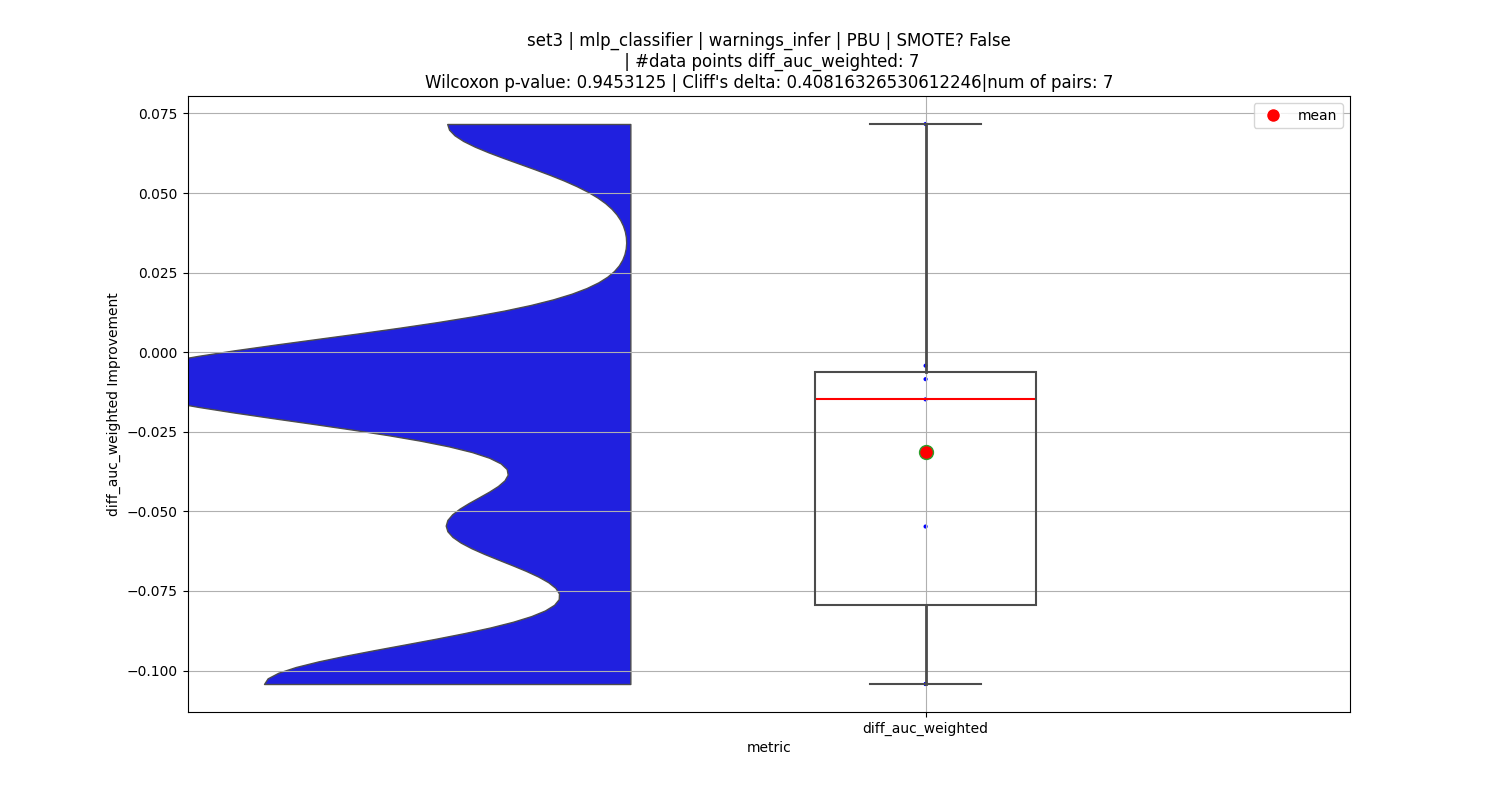 set3 | mlp_classifier | warnings_infer | PBU | SMOTE? False
| #data points diff_auc_weighted: 7
Wilcoxon p-value: 0.9453125 | Cliff's delta: 0.40816326530612246|num of pairs: 7
mean
0.075
0.050
0.025
0.000
−0.025
−0.050
−0.075
−0.100
diff_auc_weighted Improvement
diff_auc_weighted
metric